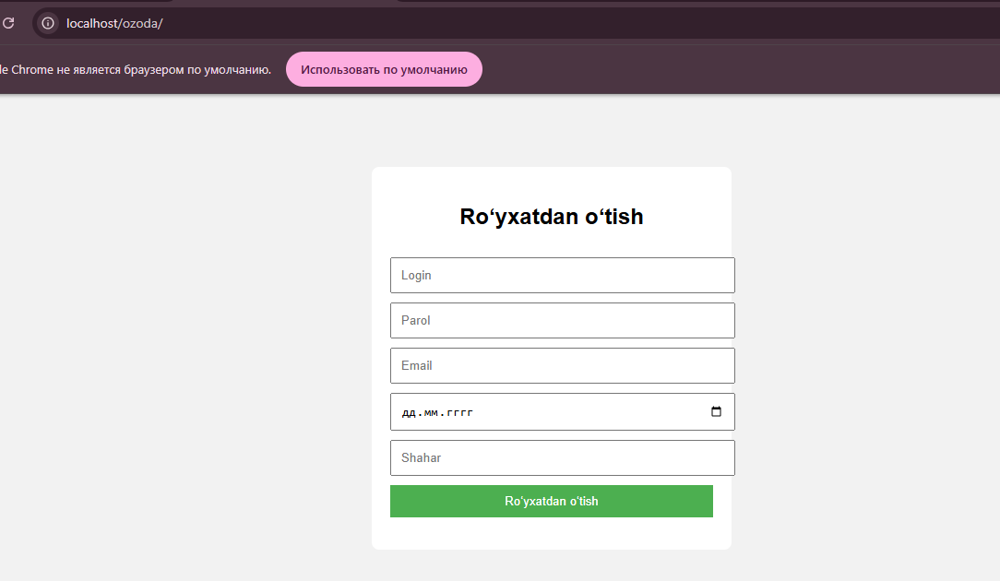 localhost/ozoda/
le Chrome не является браузером по умолчанию. Использовать по умолчанию
Ro‘yxatdan o‘tish
Login
Parol
Email
дд.мм.гггг
Shahar
Ro‘yxatdan o‘tish